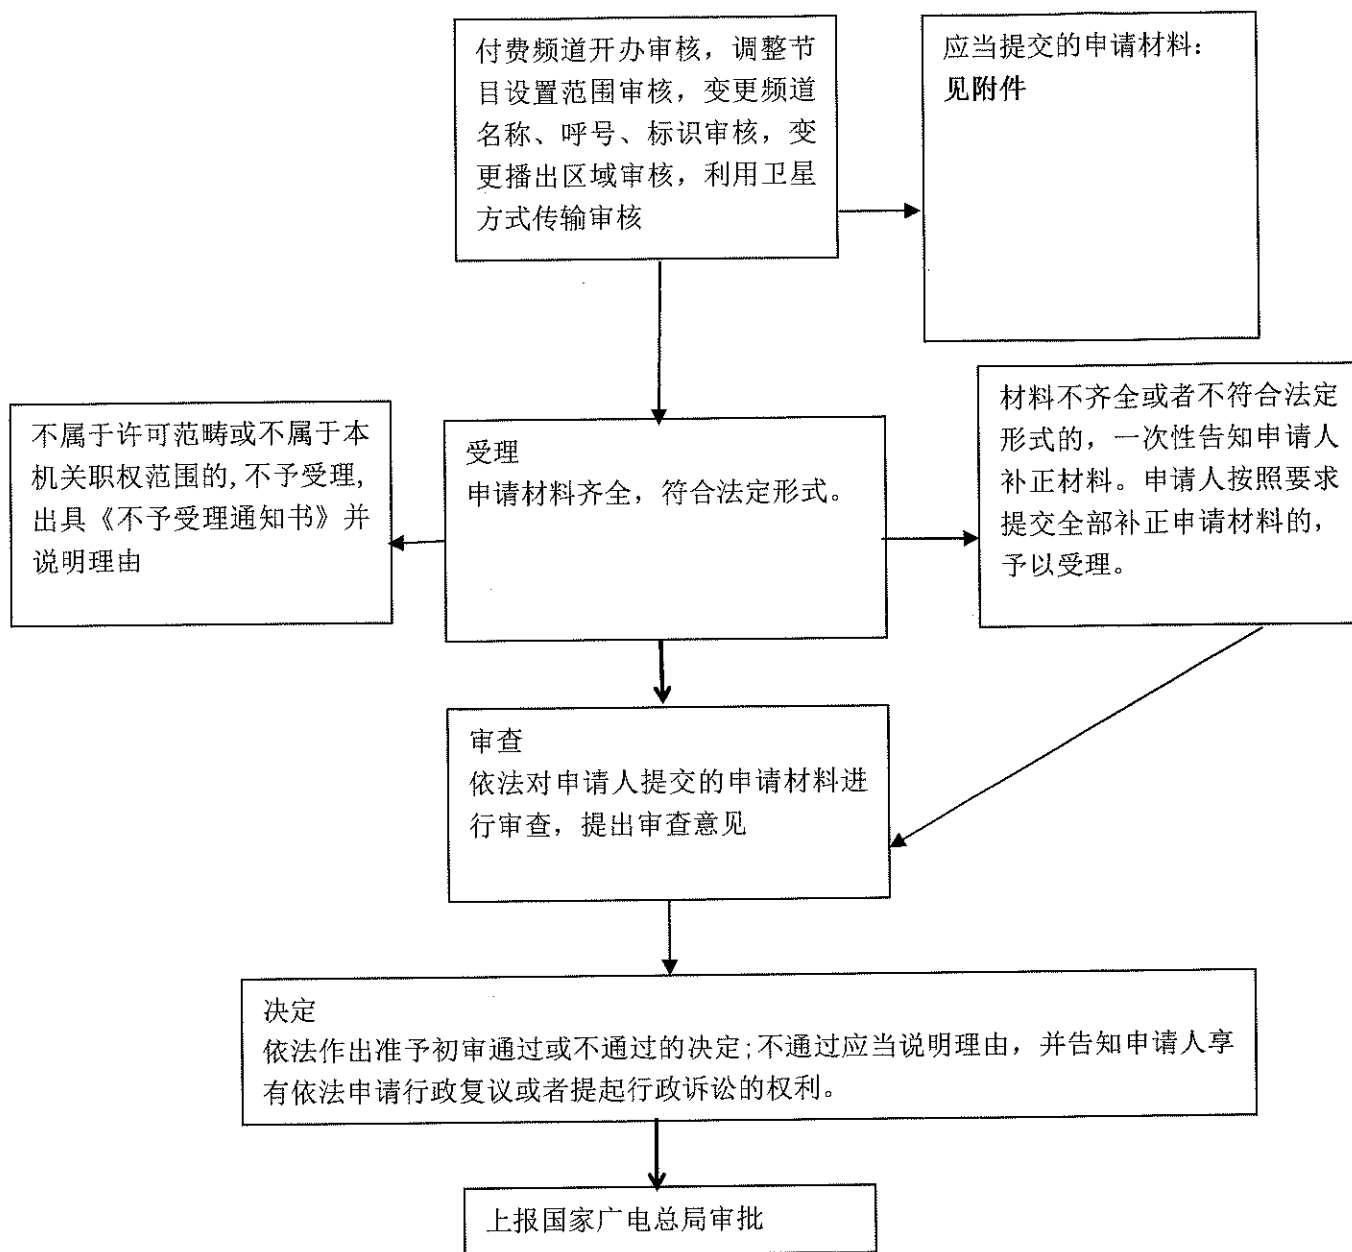 付费频道开办审核，调整节
目设置范围审核，变更频道
名称、呼号、标识审核，变
更播出区域审核，利用卫星
方式传输审核
应当提交的申请材料：
见附件
不属于许可范畴或不属于本
机关职权范围的,不予受理,
出具《不予受理通知书》并
说明理由
受理
申请材料齐全，符合法定形式。
材料不齐全或者不符合法定
形式的，一次性告知申请人
补正材料。申请人按照要求
提交全部补正申请材料的，
予以受理。
审查
依法对申请人提交的申请材料进
行审查，提出审查意见
决定
依法作出准予初审通过或不通过的决定;不通过应当说明理由，并告知申请人享
有依法申请行政复议或者提起行政诉讼的权利。
上报国家广电总局审批